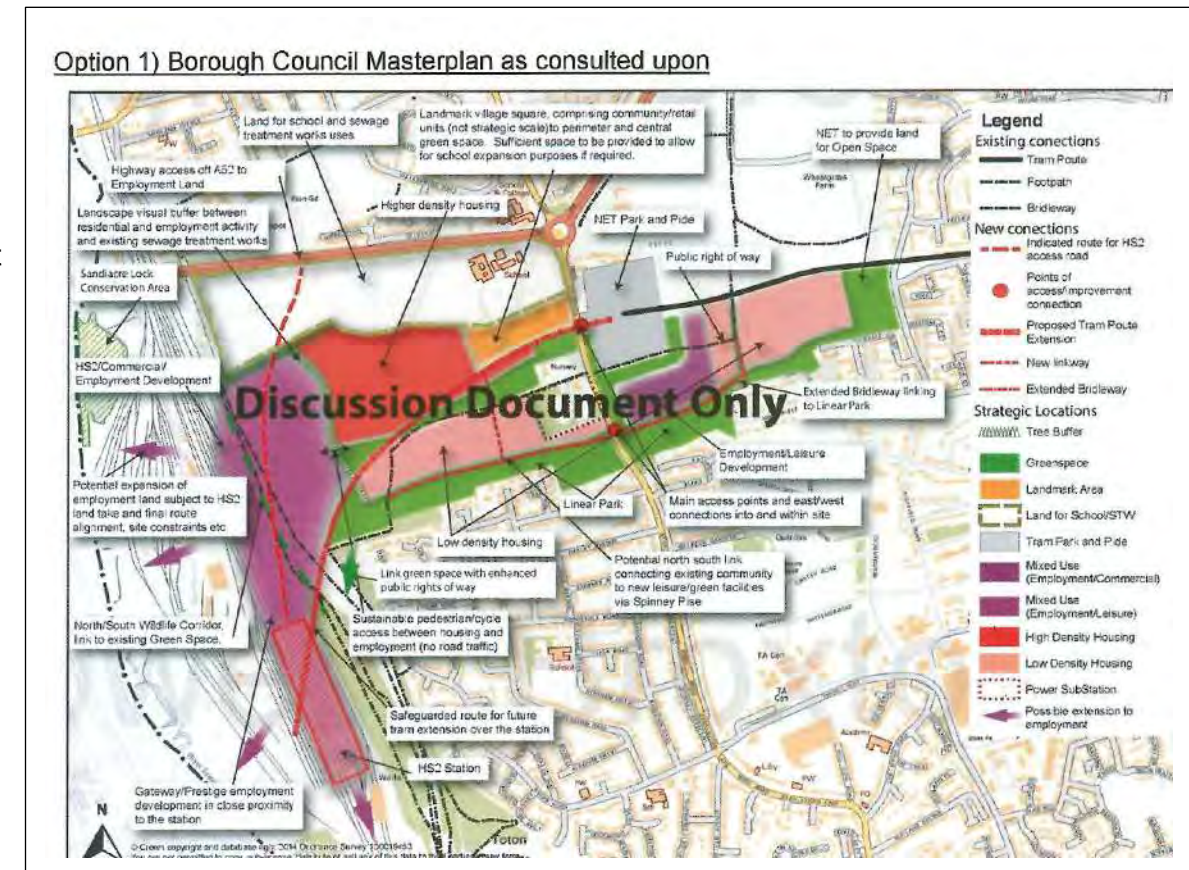 Option 1) Borough Council Masterplan as consulted upon
Land for school and sewage
treatment works uses
Landmark village square, comprising community/retail
units (not strategic scale)to perimeter and central
green space. Sufficient space to be provided to allow
for school expansion purposes if required.
NET to provide land
for Open Space
Highway access off A52 to
Employment Land
Higher density housing
Landscape visual buffer between
residential and employment activity
and existing sewage treatment works
NET Park and Pide
Public right of way
School
Sandiacre Lock
Conservation Area
HS2/Commercial/
Employment Development
Nursery
Discussion Document Only
Extended Bridleway linking
to Linear Park
Employment/Leisure
Development
Potential expansion of
employment land subject to HS2
land take and final route
alignment, site constraints etc
Linear Park
Main access points and east/west
connections into and within site
Low density housing
Link green space with enhanced
public rights of way
Potential north south link
connecting existing community
to new leisure/green facilities
via Spinney Pise
North/South Wildlife Corridor,
link to existing Green Space.
Sustainable pedestrian/cycle
access between housing and
employment (no road traffic)
School
Safeguarded route for future
tram extension over the station
HS2 Station
Gateway/Prestige employment
development in close proximity
to the station
Academy
N
Toton
Legend
Existing conections
Tram Route
Footpath
Bridleway
New conections
Indicated route for HS2
access road
Points of
access/improvement
connection
Proposed Tram Route
Extension
New linkway
Extended Bridleway
Strategic Locations
Tree Buffer
Greenspace
Landmark Area
Land for School/STW
Tram Park and Pide
Mixed Use
(Employment/Commercial)
Mixed Use
(Employment/Leisure)
High Density Housing
Low Density Housing
Power SubStation
Possible extension to
employment